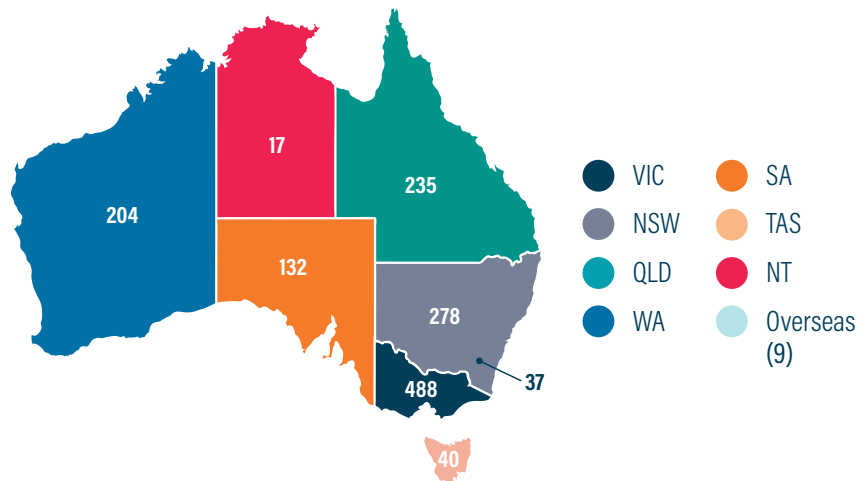 17
235
204
132
278
37
488
40
VIC
NSW
QLD
WA
SA
TAS
NT
Overseas
(9)